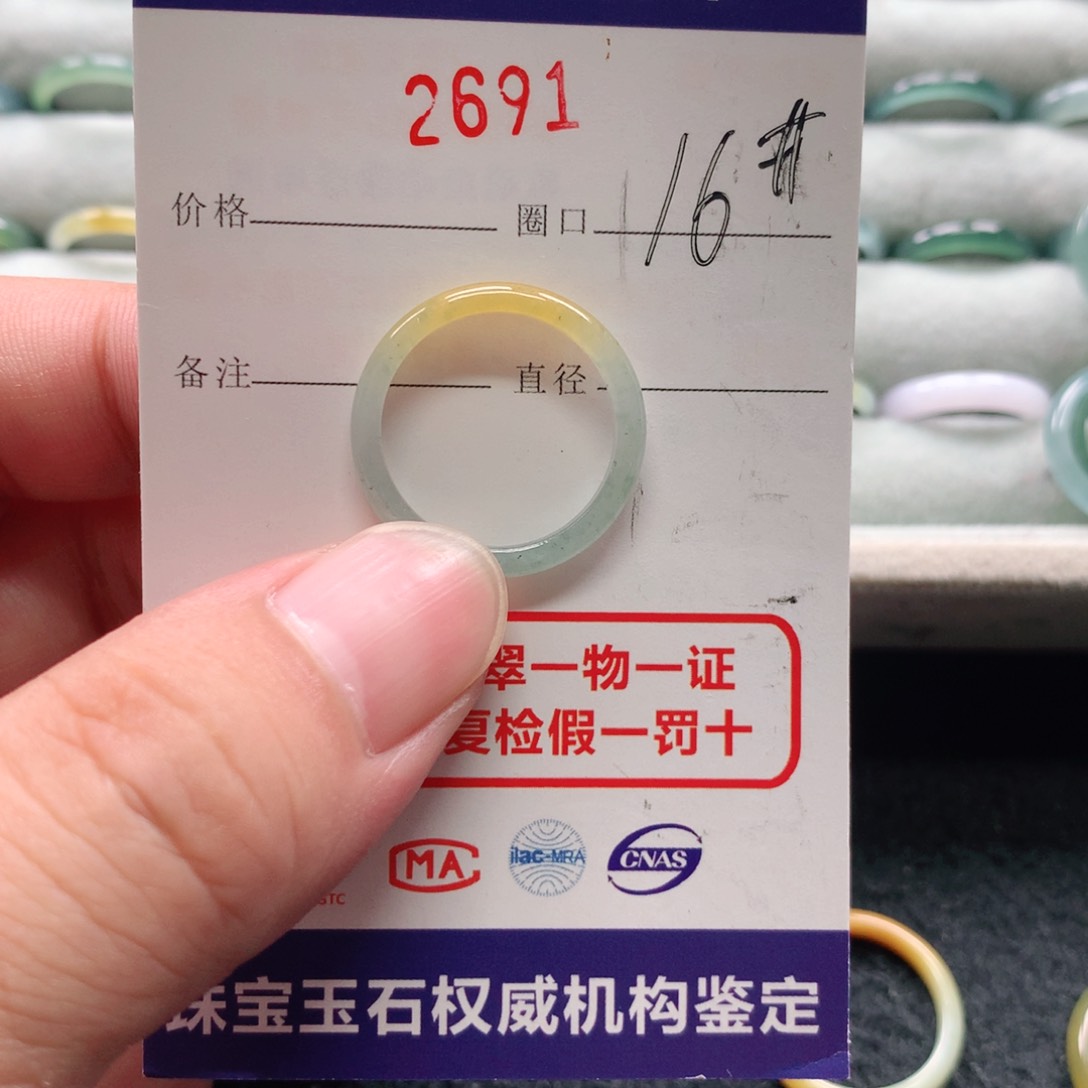 2691
价格 圈口 16#
备注 直径
翠一物一证
复检假一罚十
MA ilac-MRA CNAS
珠宝玉石权威机构鉴定